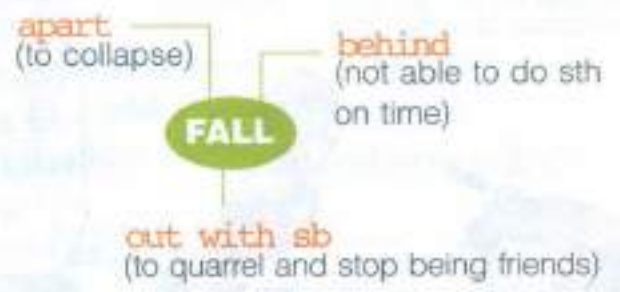 apart
(to collapse)
behind
(not able to do sth
on time)
FALL
out with sb
(to quarrel and stop being friends)